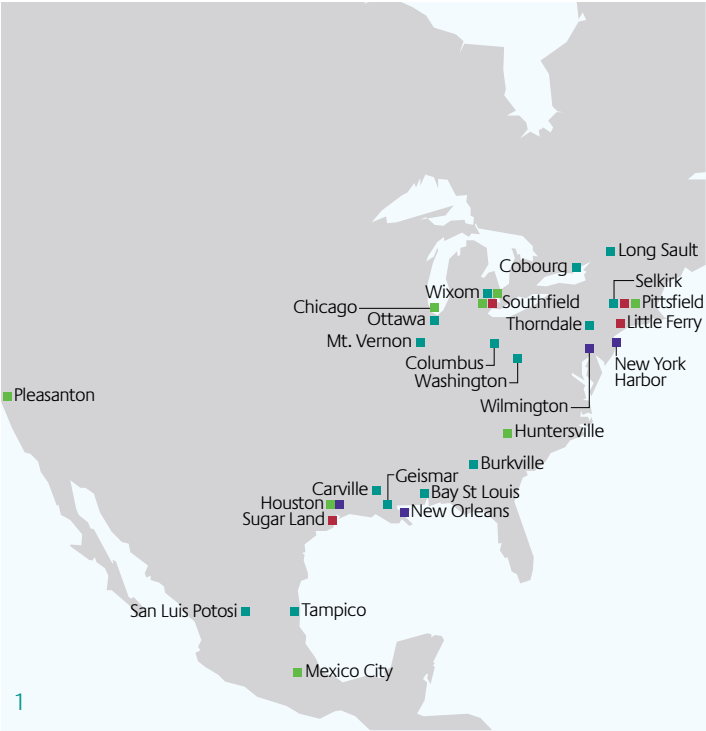 Long Sault
Cobourg
Selkirk
Wixom
Chicago
Southfield
Pittsfield
Ottawa
Thorndale
Little Ferry
Mt. Vernon
Columbus
New York
Harbor
Washington
Pleasanton
Wilmington
Huntersville
Burkville
Geismar
Carville
Bay St Louis
Houston
New Orleans
Sugar Land
San Luis Potosi
Tampico
Mexico City
1